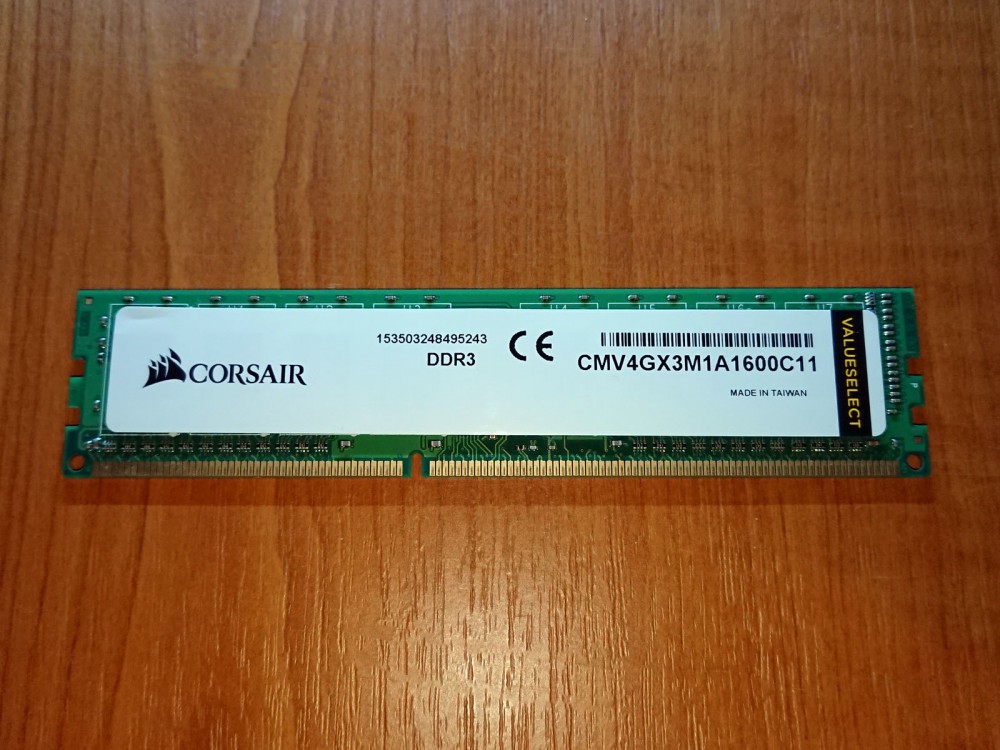 CORSAIR
153503248495243
DDR3
CE
CMV4GX3M1A1600C11
MADE IN TAIWAN
VALUESELECT
P